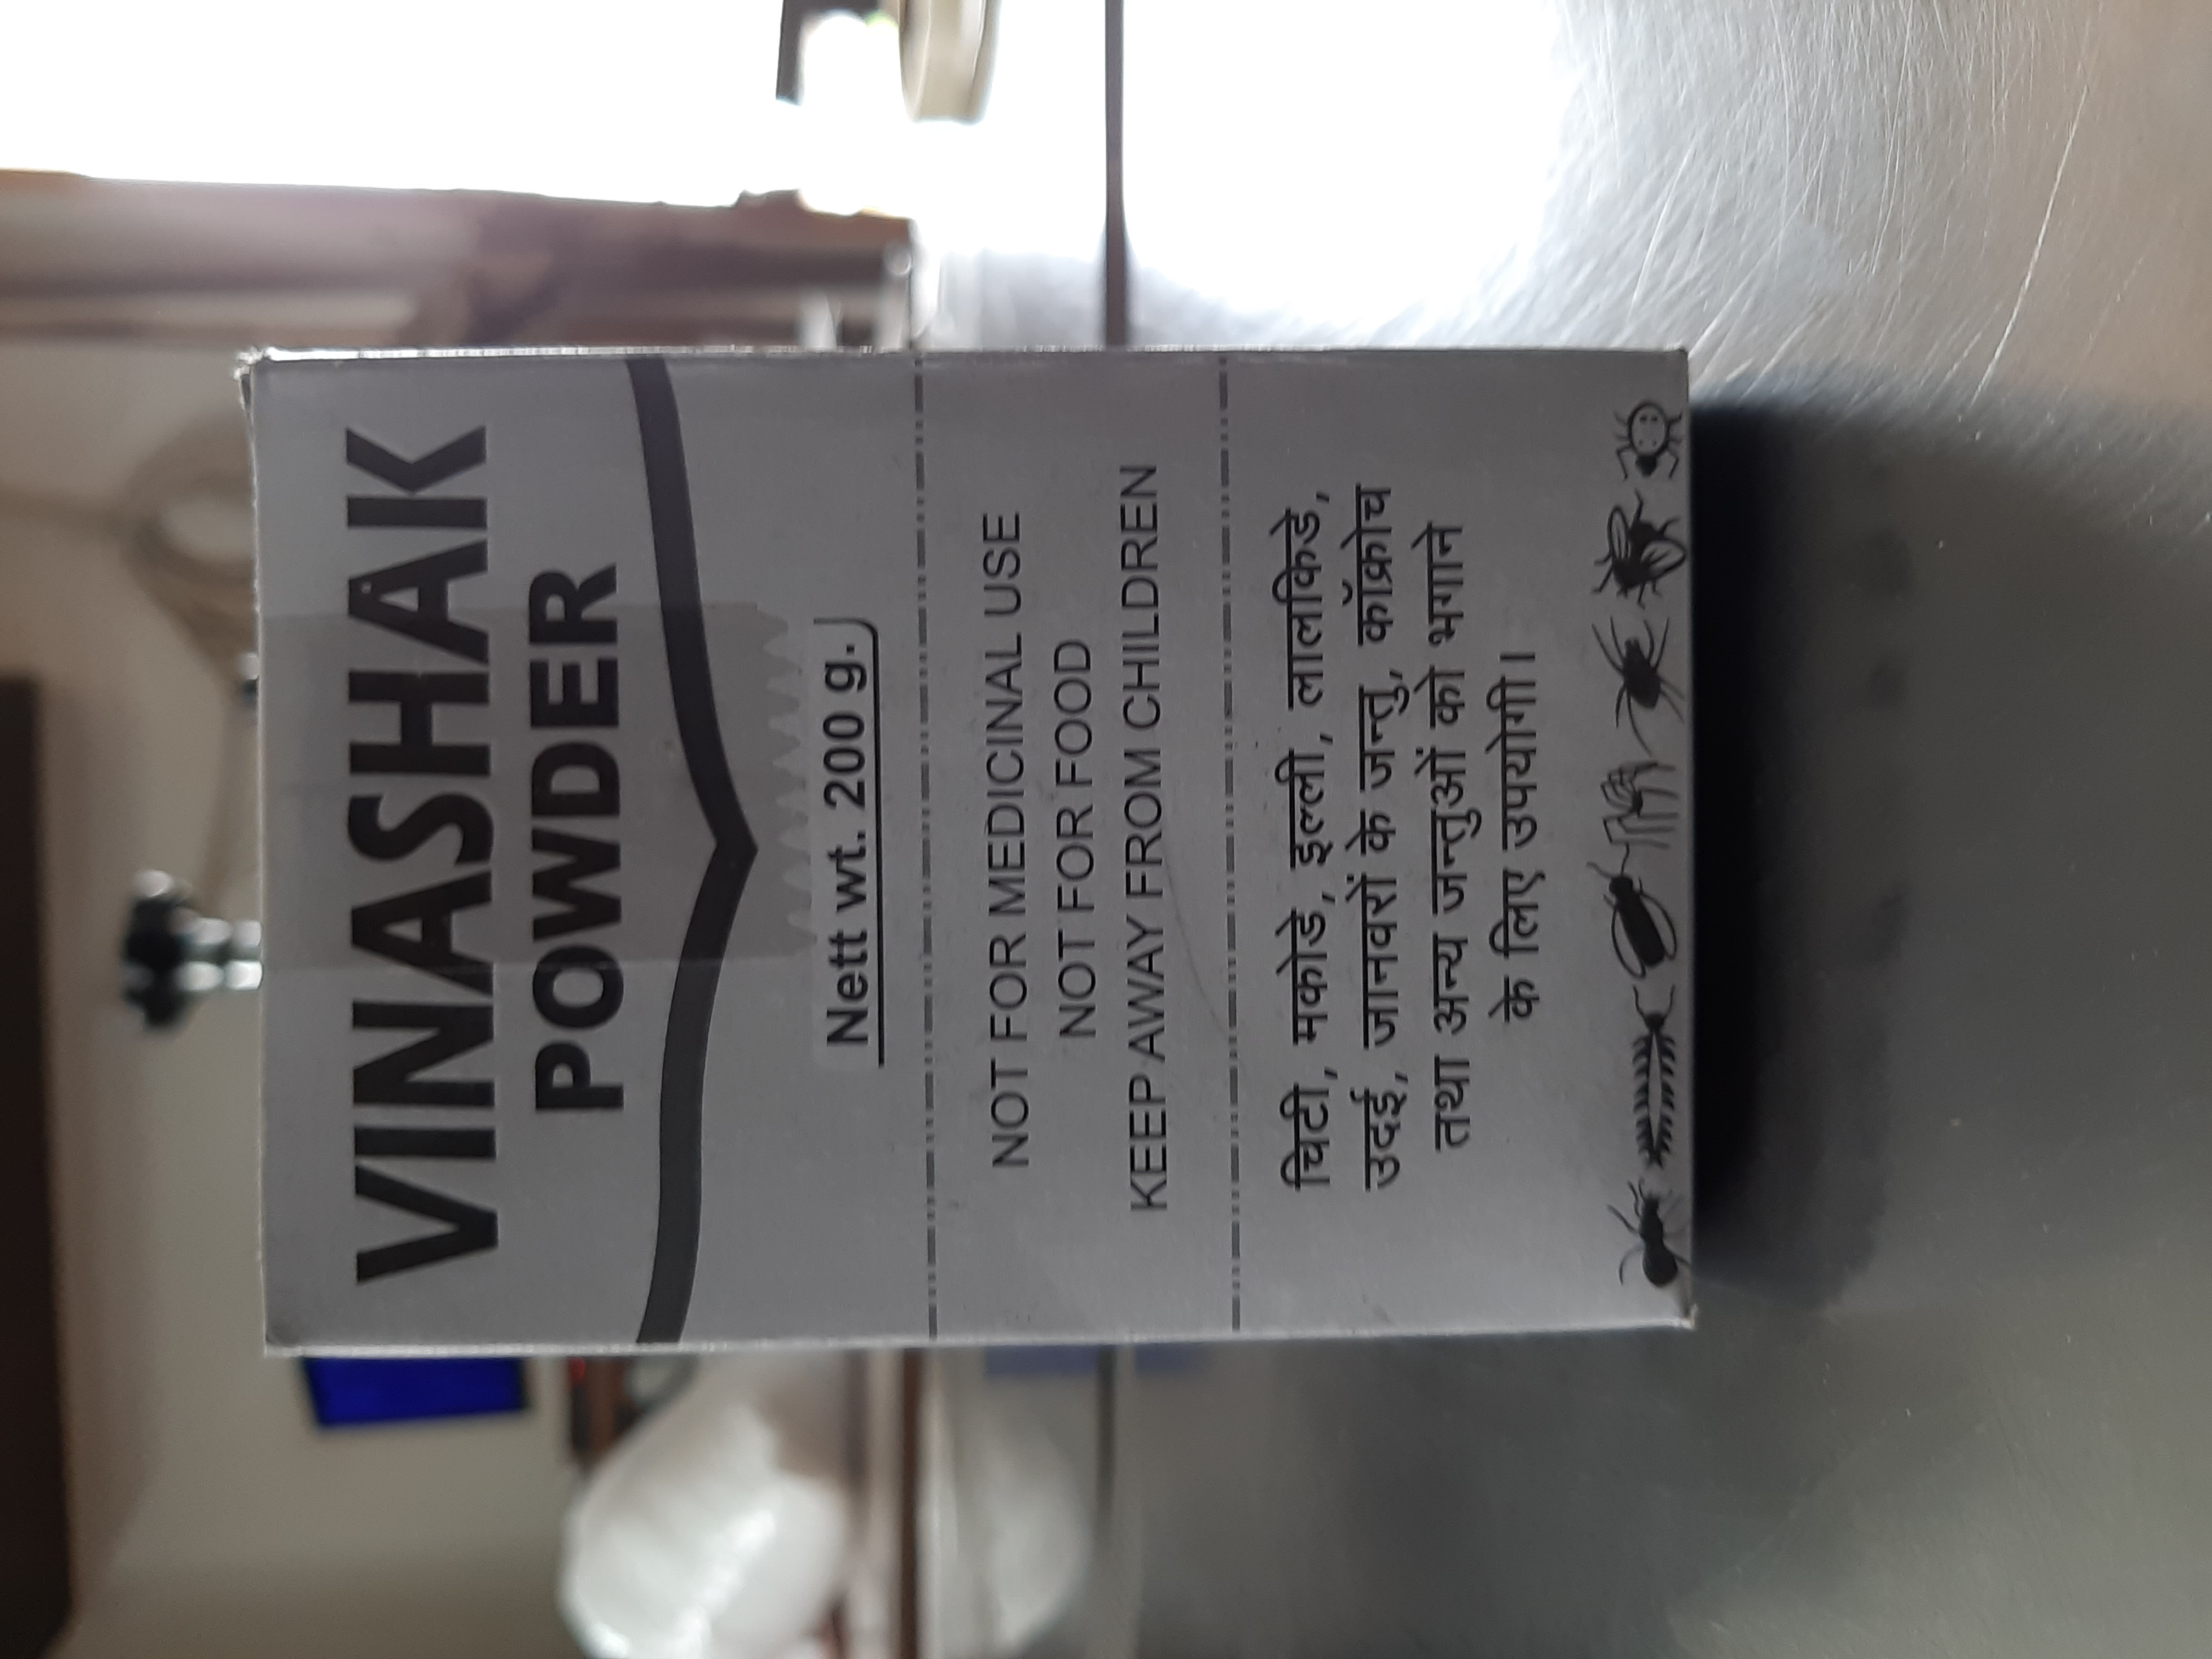 VINASHAK
POWDER
Nett wt. 200 g.
NOT FOR MEDICINAL USE
NOT FOR FOOD
KEEP AWAY FROM CHILDREN
चिटी, मकोडे, इल्ली, लालकिडे,
उदई, जानवरों के जन्तु, कॉक्रोच
तथा अन्य जन्तुओं को भगाने
के लिए उपयोगी।